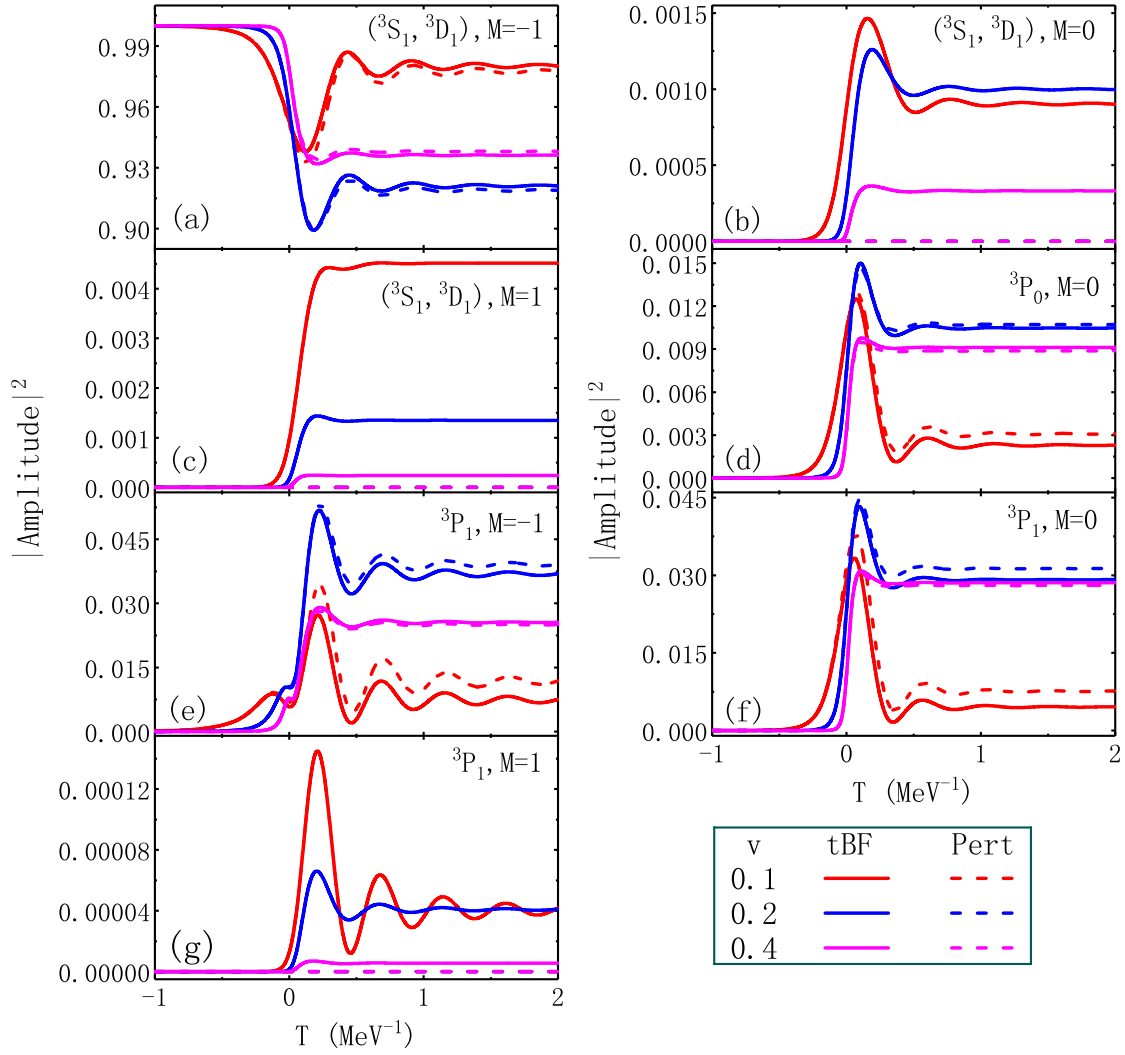 (³S₁, ³D₁), M=−1
0.99
0.96
0.93
0.90
(a)
(³S₁, ³D₁), M=0
0.0015
0.0010
0.0005
0.0000
(b)
(³S₁, ³D₁), M=1
0.004
0.003
0.002
0.001
0.000
(c)
³P₀, M=0
0.015
0.012
0.009
0.006
0.003
0.000
(d)
|Amplitude|²
|Amplitude|²
³P₁, M=−1
0.045
0.030
0.015
0.000
(e)
³P₁, M=0
0.045
0.030
0.015
0.000
(f)
−1 0 1 2
T (MeV⁻¹)
³P₁, M=1
0.00012
0.00008
0.00004
0.00000
(g)
−1 0 1 2
T (MeV⁻¹)
v tBF Pert
0.1
0.2
0.4